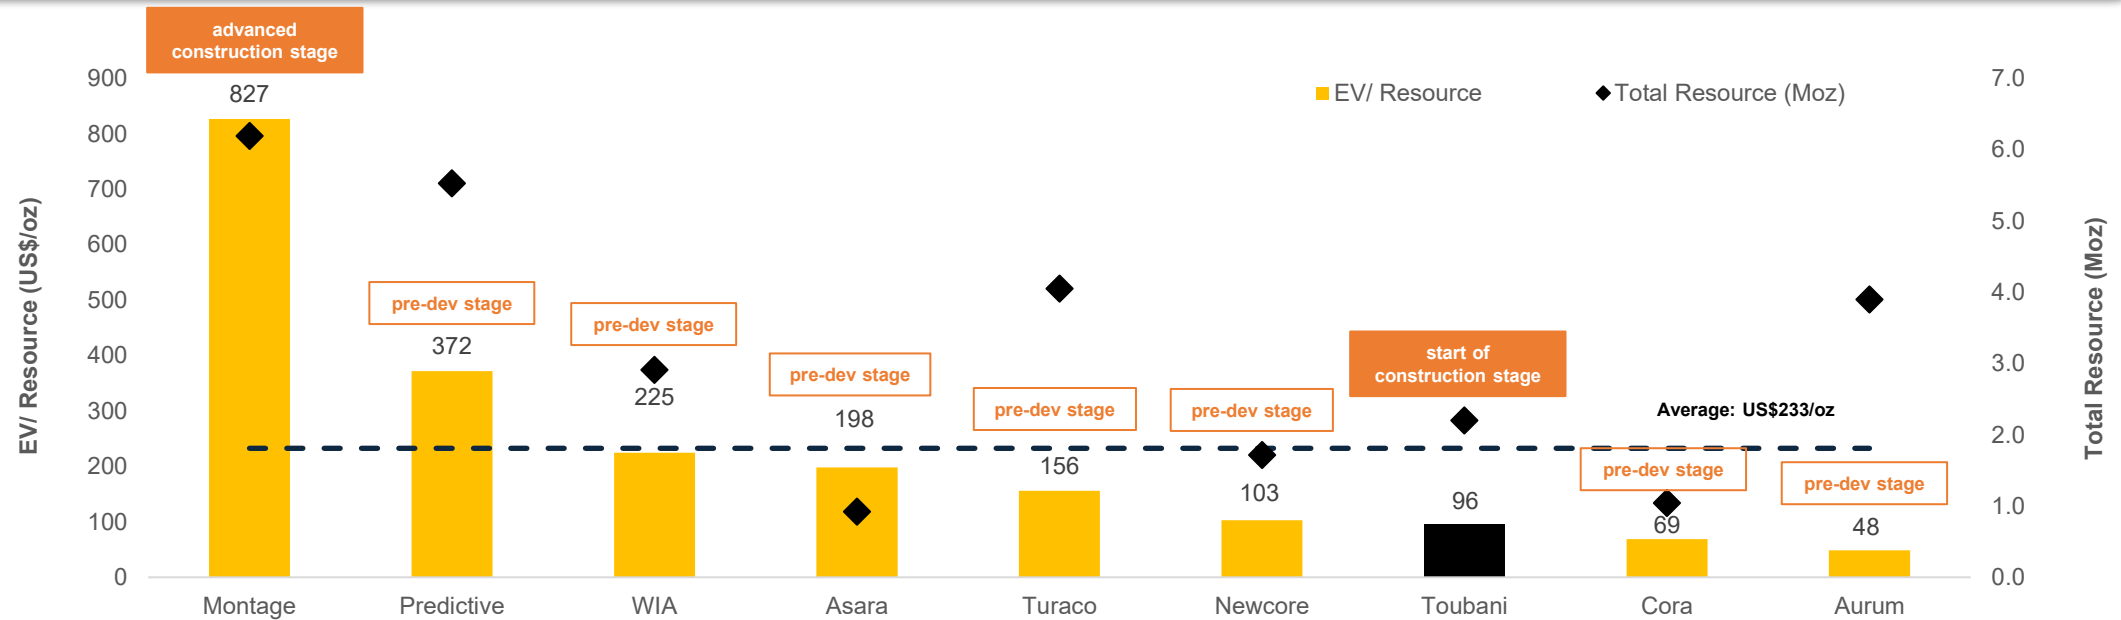 advanced
construction stage
900
800
700
600
500
400
300
200
100
0
EV/ Resource (US$/oz)
EV/ Resource
Total Resource (Moz)
827
pre-dev stage
372
pre-dev stage
225
pre-dev stage
198
pre-dev stage
156
pre-dev stage
103
start of
construction stage
96
Average: US$233/oz
pre-dev stage
69
pre-dev stage
48
7.0
6.0
5.0
4.0
3.0
2.0
1.0
0.0
Total Resource (Moz)
Montage
Predictive
WIA
Asara
Turaco
Newcore
Toubani
Cora
Aurum